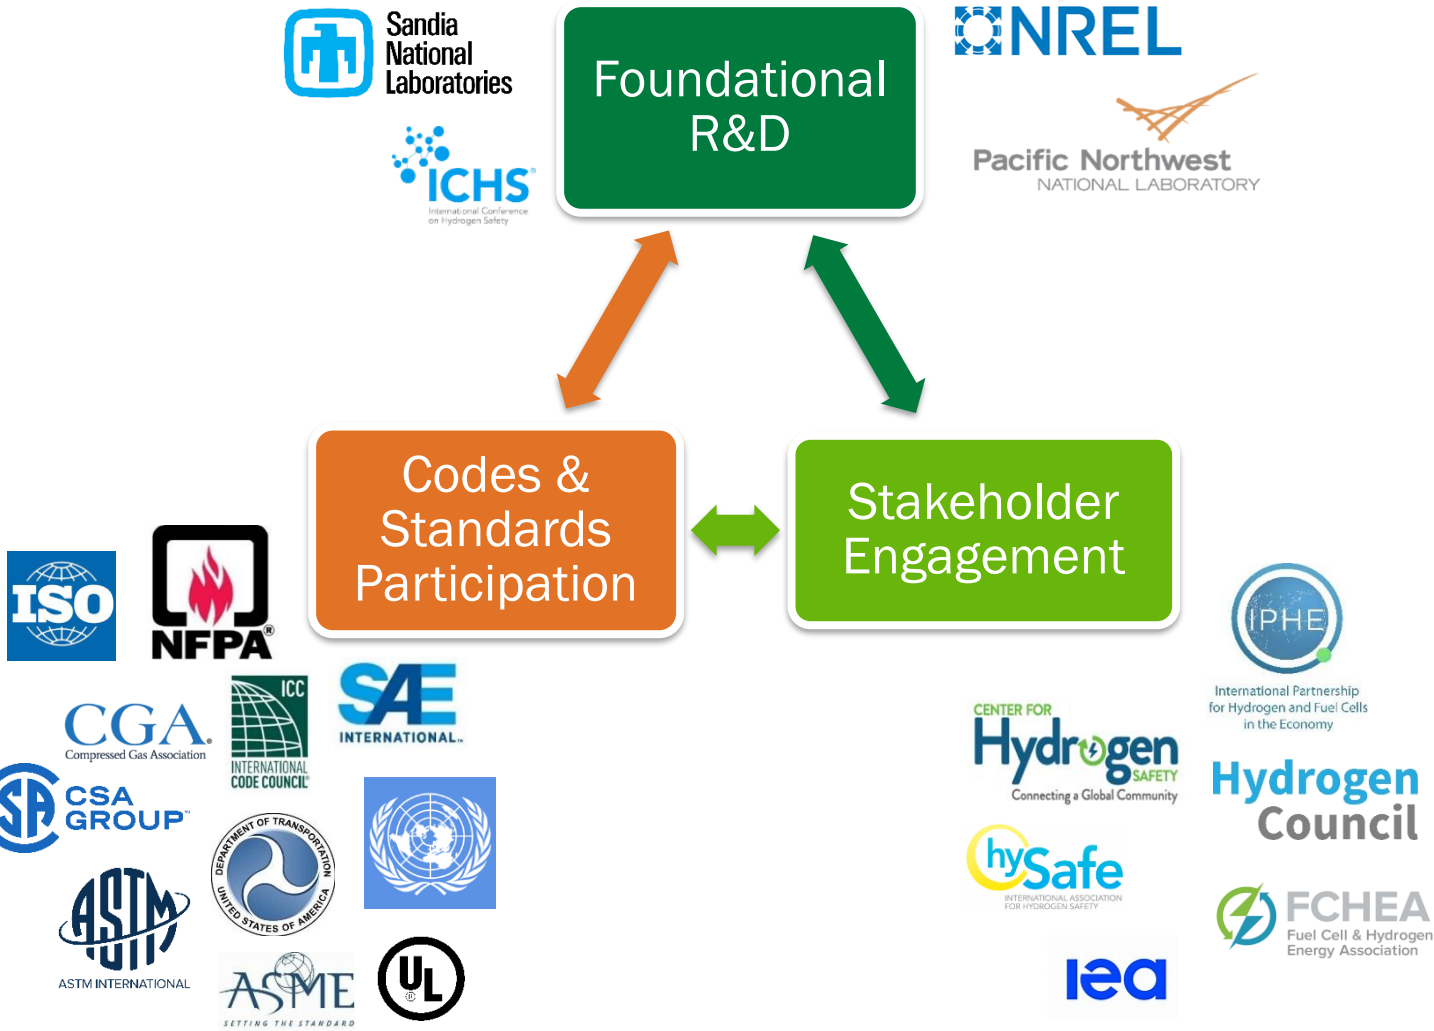 Sandia
National
Laboratories
ICHS®
International Conference
on Hydrogen Safety
Foundational
R&D
NREL
Pacific Northwest
NATIONAL LABORATORY
Codes &
Standards
Participation
Stakeholder
Engagement
ISO
NFPA®
CGA®
Compressed Gas Association
ICC
INTERNATIONAL
CODE COUNCIL®
SAE
INTERNATIONAL™
SA
CSA
GROUP™
DEPARTMENT OF TRANSPORTATION
UNITED STATES OF AMERICA
ASTM
ASTM INTERNATIONAL
ASME
SETTING THE STANDARD
UL
®
IPHE
International Partnership
for Hydrogen and Fuel Cells
in the Economy
CENTER FOR
Hydrogen
SAFETY
Connecting a Global Community
Hydrogen
Council
hySafe
INTERNATIONAL ASSOCIATION
FOR HYDROGEN SAFETY
FCHEA
Fuel Cell & Hydrogen
Energy Association
iea